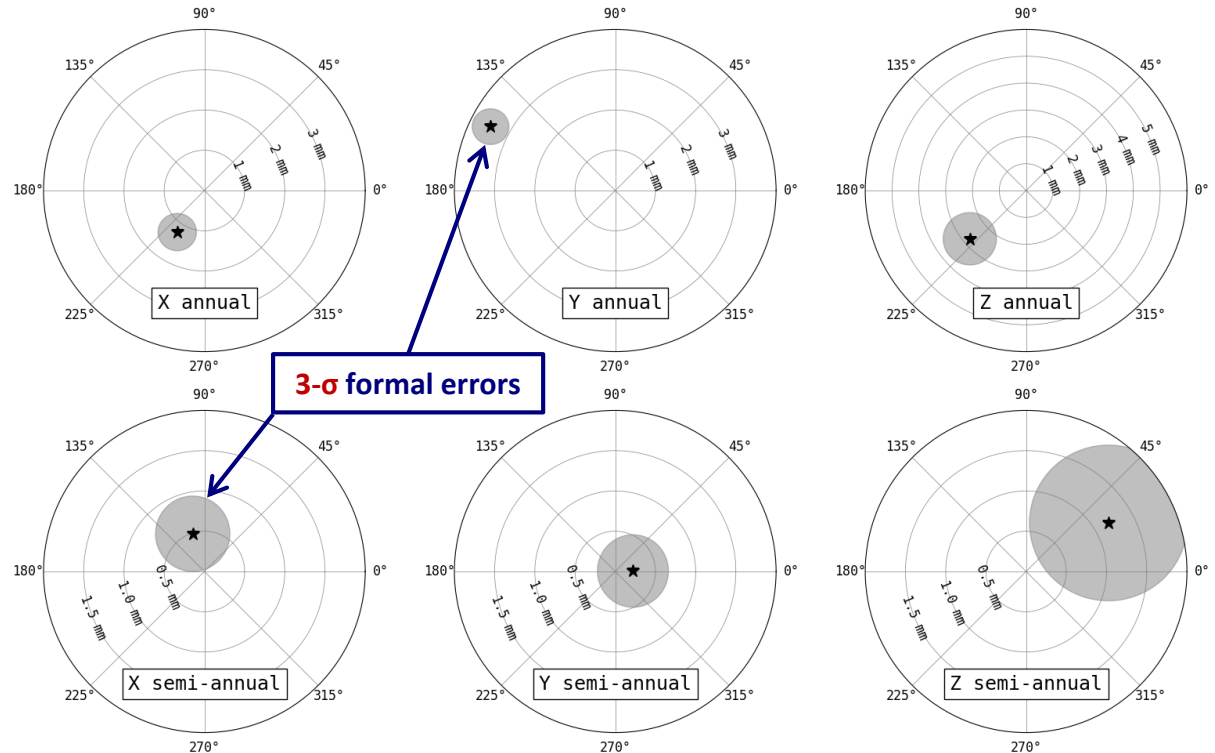 90° 90° 90°
135° 45° 135° 45° 135° 45°
1 mm 2 mm 3 mm 1 mm 2 mm 3 mm 1 mm 2 mm 3 mm 4 mm 5 mm
180° 0° 180° 0° 180° 0°
X annual Y annual Z annual
225° 315° 225° 315° 225° 315°
270° 270° 270°
3-σ formal errors
90° 90° 90°
135° 45° 135° 45° 135° 45°
180° 0° 180° 0° 180° 0°
0.5 mm 1.0 mm 1.5 mm 0.5 mm 1.0 mm 1.5 mm 0.5 mm 1.0 mm 1.5 mm
X semi-annual Y semi-annual Z semi-annual
225° 315° 225° 315° 225° 315°
270° 270° 270°